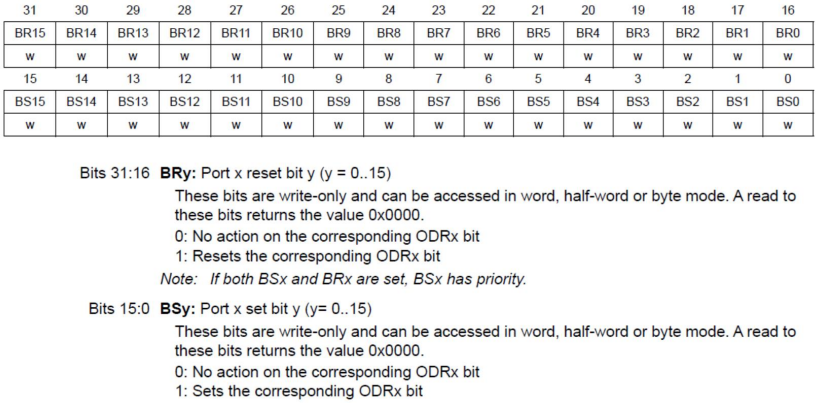 31 30 29 28 27 26 25 24 23 22 21 20 19 18 17 16
BR15 BR14 BR13 BR12 BR11 BR10 BR9 BR8 BR7 BR6 BR5 BR4 BR3 BR2 BR1 BR0
w w w w w w w w w w w w w w w w
15 14 13 12 11 10 9 8 7 6 5 4 3 2 1 0
BS15 BS14 BS13 BS12 BS11 BS10 BS9 BS8 BS7 BS6 BS5 BS4 BS3 BS2 BS1 BS0
w w w w w w w w w w w w w w w w
Bits 31:16 BRy: Port x reset bit y (y = 0..15)
These bits are write-only and can be accessed in word, half-word or byte mode. A read to
these bits returns the value 0x0000.
0: No action on the corresponding ODRx bit
1: Resets the corresponding ODRx bit
Note: If both BSx and BRx are set, BSx has priority.
Bits 15:0 BSy: Port x set bit y (y= 0..15)
These bits are write-only and can be accessed in word, half-word or byte mode. A read to
these bits returns the value 0x0000.
0: No action on the corresponding ODRx bit
1: Sets the corresponding ODRx bit